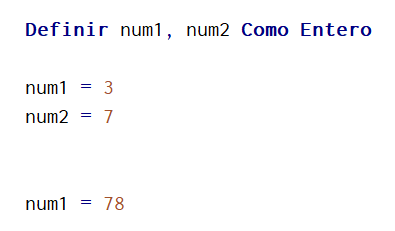 Definir num1, num2 Como Entero
num1 = 3
num2 = 7
num1 = 78